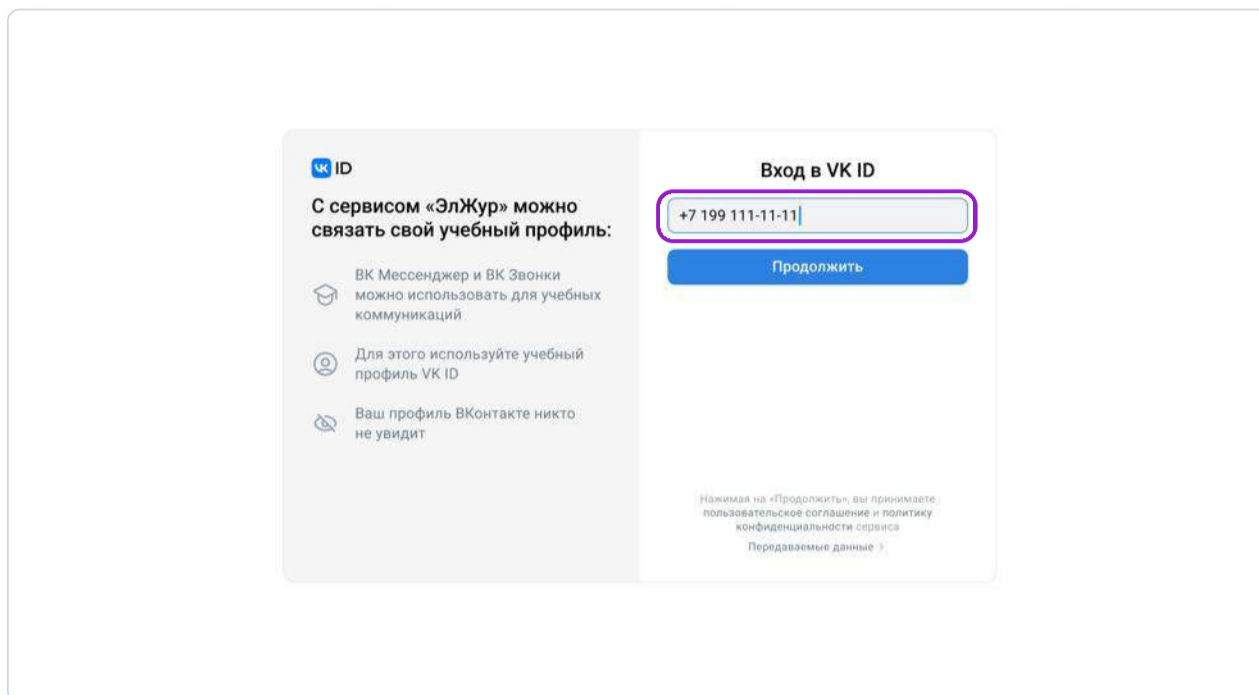 VK ID
С сервисом «ЭлЖур» можно
связать свой учебный профиль:
ВК Мессенджер и ВК Звонки
можно использовать для учебных
коммуникаций
Для этого используйте учебный
профиль VK ID
Ваш профиль ВКонтакте никто
не увидит
Вход в VK ID
+7 199 111-11-11
Продолжить
Нажимая на «Продолжить», вы принимаете
пользовательское соглашение и политику
конфиденциальности сервиса
Передаваемые данные